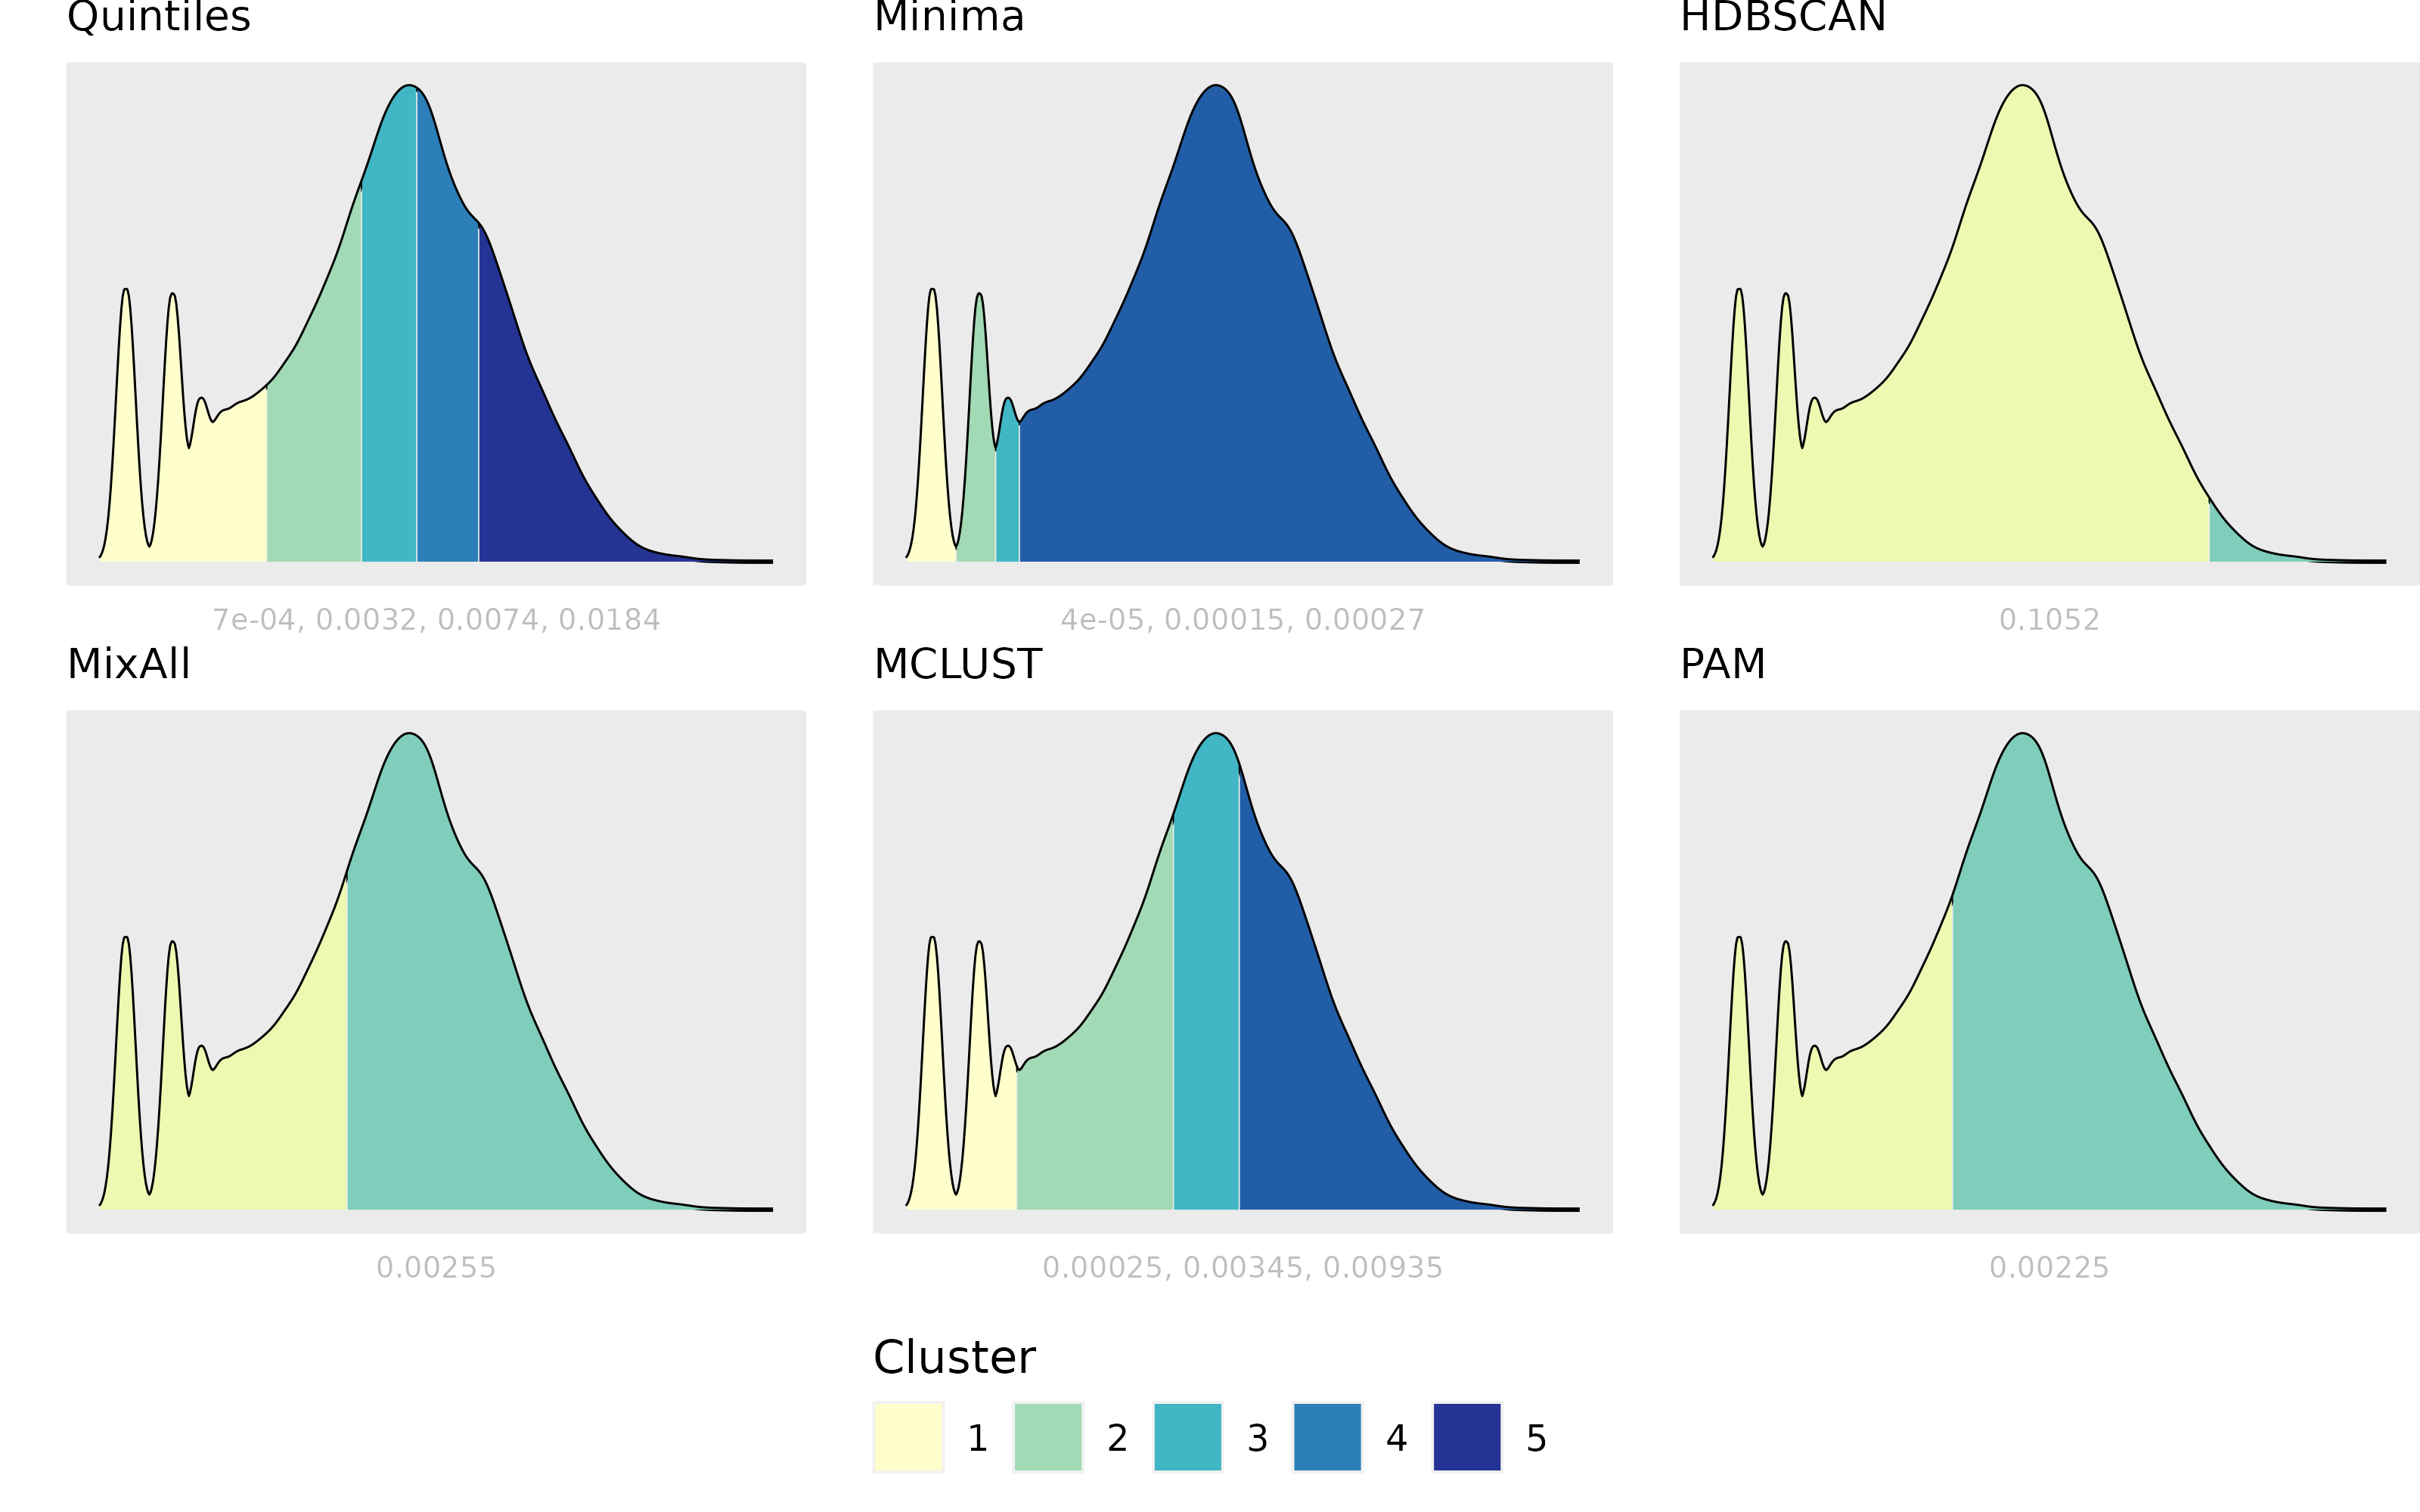 Quintiles
Minima
HDBSCAN
7e-04, 0.0032, 0.0074, 0.0184
4e-05, 0.00015, 0.00027
0.1052
MixAll
MCLUST
PAM
0.00255
0.00025, 0.00345, 0.00935
0.00225
Cluster
1 2 3 4 5